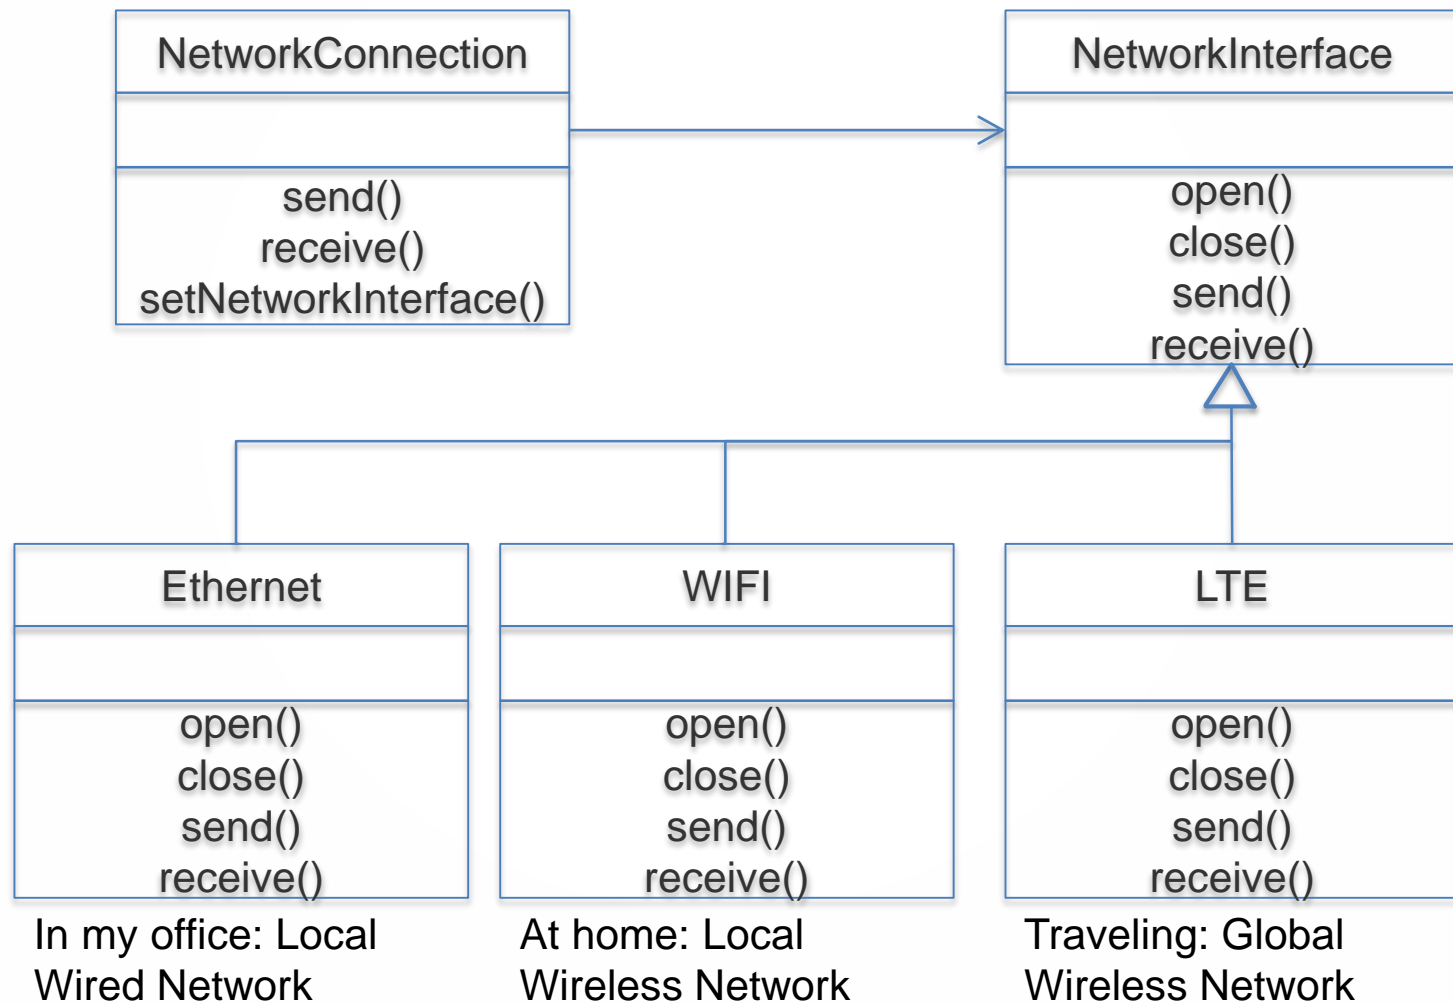 NetworkConnection
send()
receive()
setNetworkInterface()
NetworkInterface
open()
close()
send()
receive()
Ethernet
open()
close()
send()
receive()
In my office: Local
Wired Network
WIFI
open()
close()
send()
receive()
At home: Local
Wireless Network
LTE
open()
close()
send()
receive()
Traveling: Global
Wireless Network